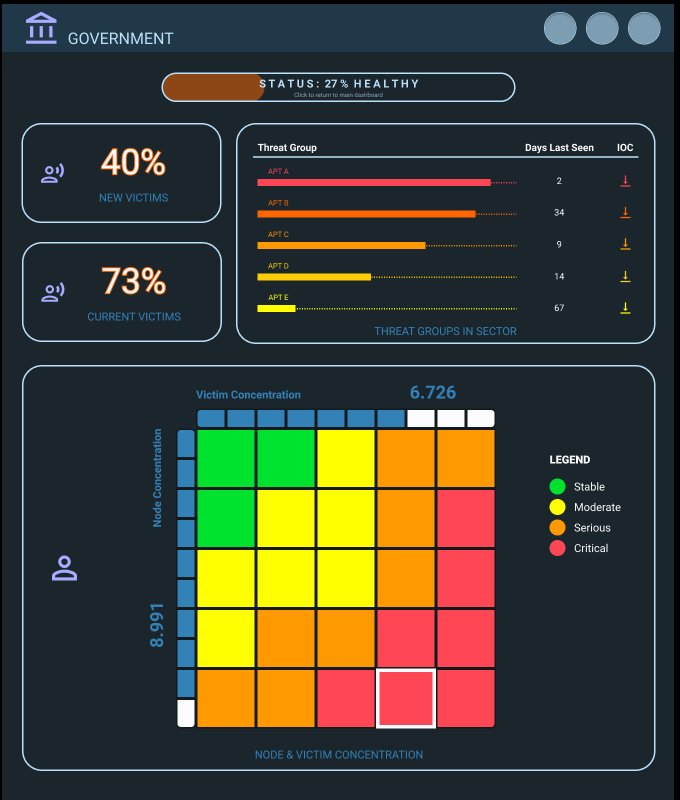 GOVERNMENT
STATUS: 27% HEALTHY
Click to return to main dashboard
40%
NEW VICTIMS
73%
CURRENT VICTIMS
Threat Group Days Last Seen IOC
APT A 2
APT B 34
APT C 9
APT D 14
APT E 67
THREAT GROUPS IN SECTOR
Victim Concentration 6.726
Node Concentration
8.991
LEGEND
Stable
Moderate
Serious
Critical
NODE & VICTIM CONCENTRATION